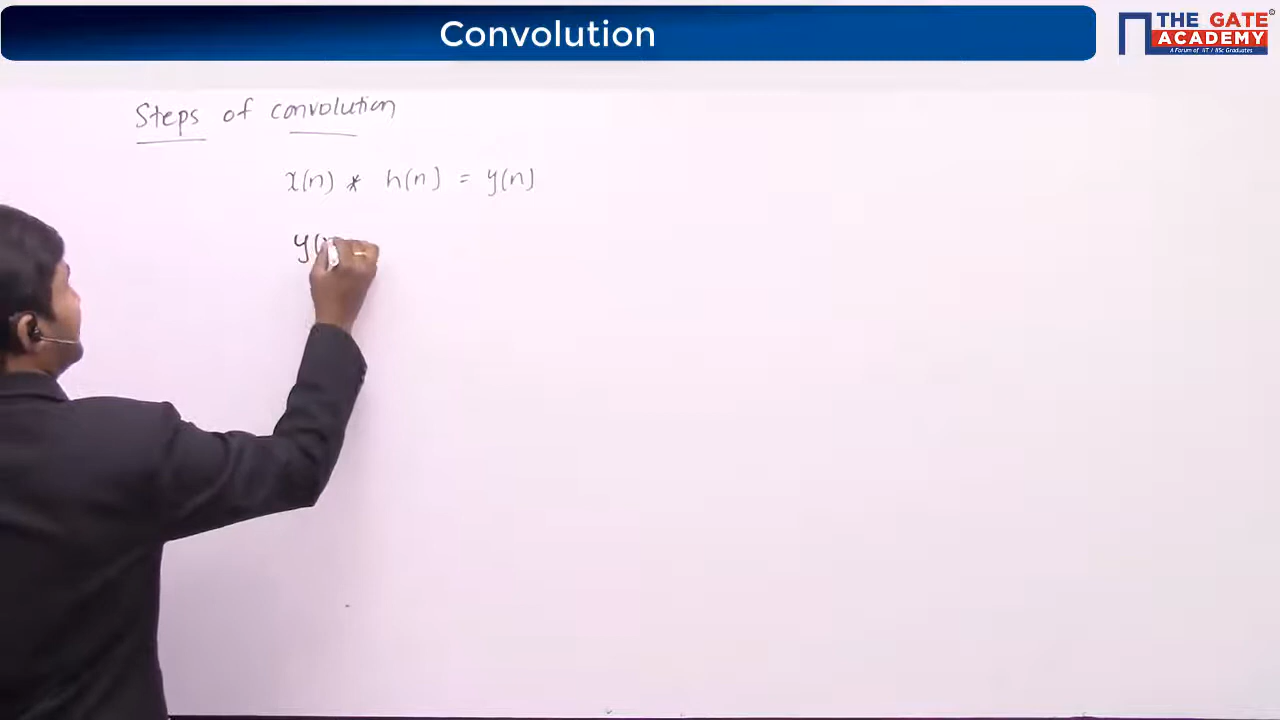 Convolution
THE GATE
ACADEMY
A Forum of IIT / IISc Graduates
Steps of convolution
x(n) * h(n) = y(n)
y(